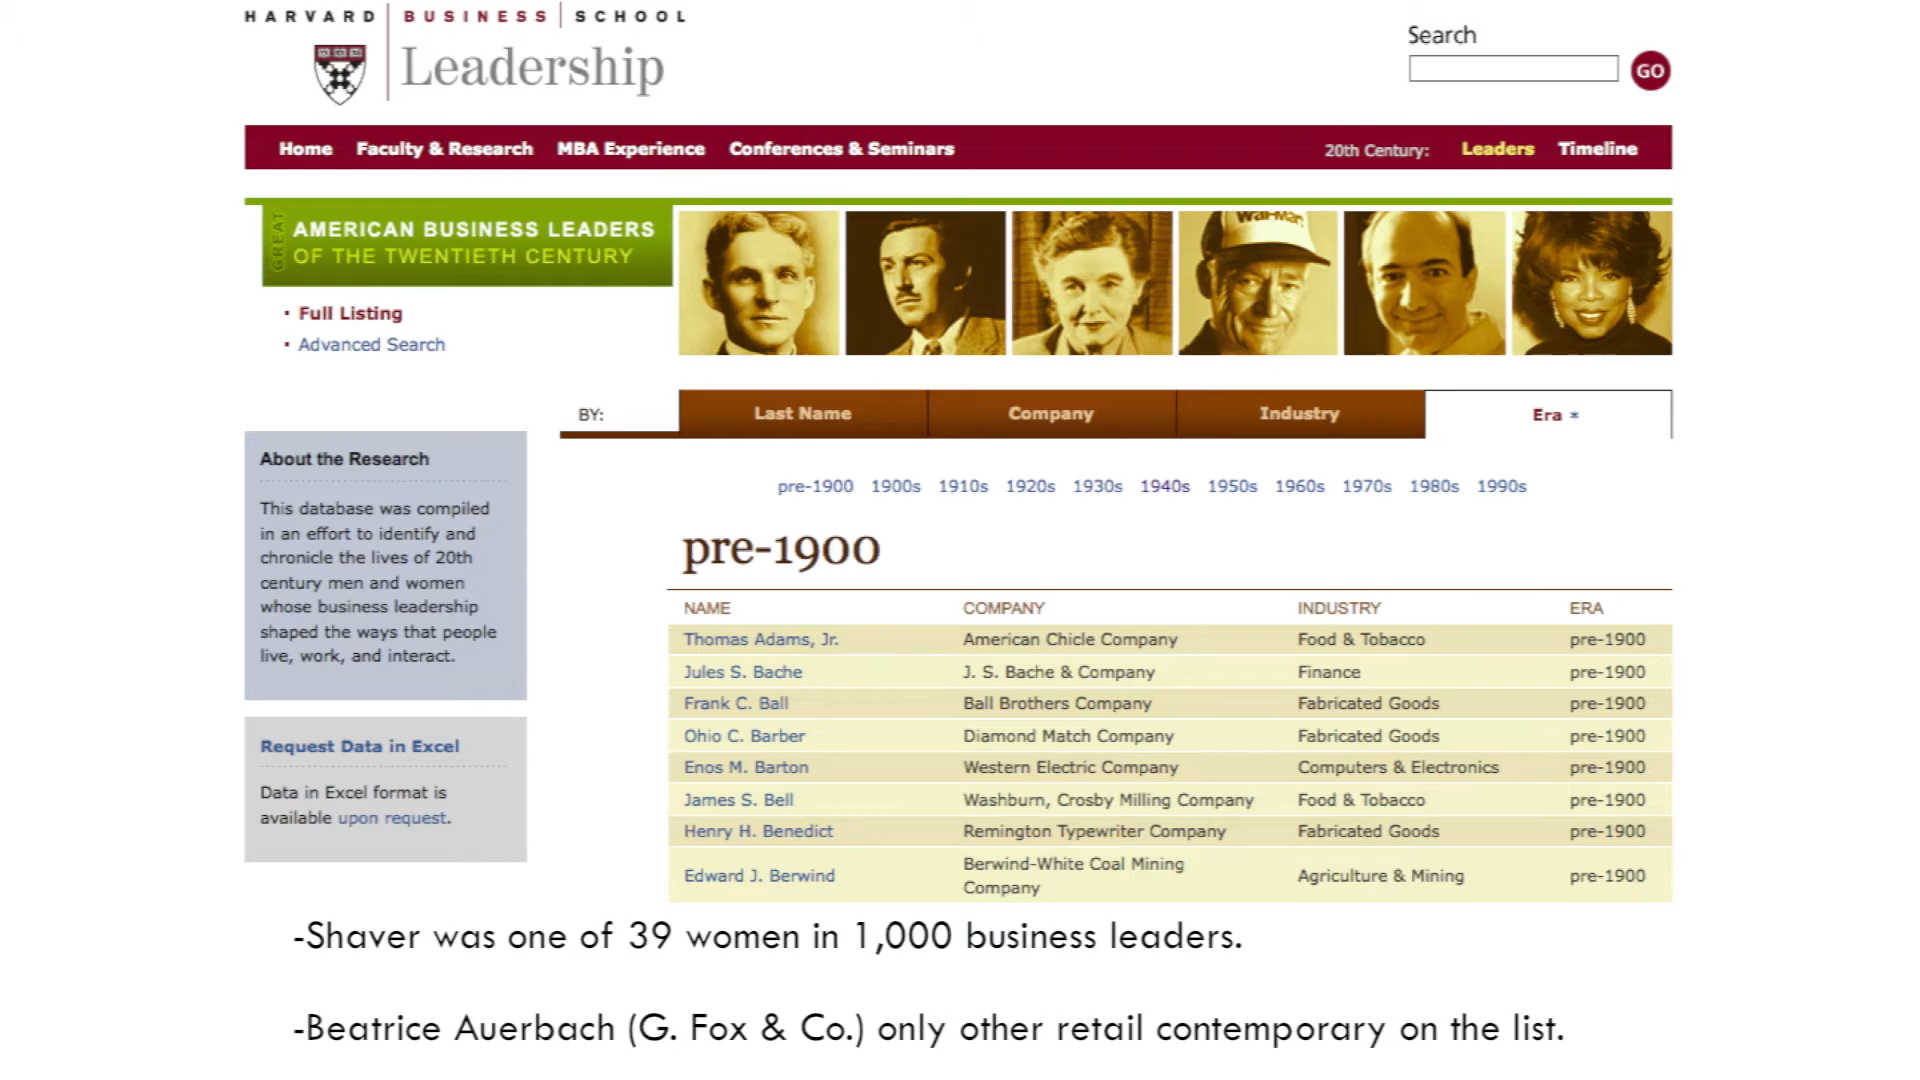 HARVARD | BUSINESS | SCHOOL
Leadership
Search
GO
Home Faculty & Research MBA Experience Conferences & Seminars 20th Century: Leaders Timeline
GREAT
AMERICAN BUSINESS LEADERS
OF THE TWENTIETH CENTURY
WAL-MART
· Full Listing
· Advanced Search
BY: Last Name Company Industry Era *
About the Research
This database was compiled
in an effort to identify and
chronicle the lives of 20th
century men and women
whose business leadership
shaped the ways that people
live, work, and interact.
Request Data in Excel
Data in Excel format is
available upon request.
pre-1900 1900s 1910s 1920s 1930s 1940s 1950s 1960s 1970s 1980s 1990s
pre-1900
NAME COMPANY INDUSTRY ERA
Thomas Adams, Jr. American Chicle Company Food & Tobacco pre-1900
Jules S. Bache J. S. Bache & Company Finance pre-1900
Frank C. Ball Ball Brothers Company Fabricated Goods pre-1900
Ohio C. Barber Diamond Match Company Fabricated Goods pre-1900
Enos M. Barton Western Electric Company Computers & Electronics pre-1900
James S. Bell Washburn, Crosby Milling Company Food & Tobacco pre-1900
Henry H. Benedict Remington Typewriter Company Fabricated Goods pre-1900
Edward J. Berwind Berwind-White Coal Mining Company Agriculture & Mining pre-1900
-Shaver was one of 39 women in 1,000 business leaders.
-Beatrice Auerbach (G. Fox & Co.) only other retail contemporary on the list.